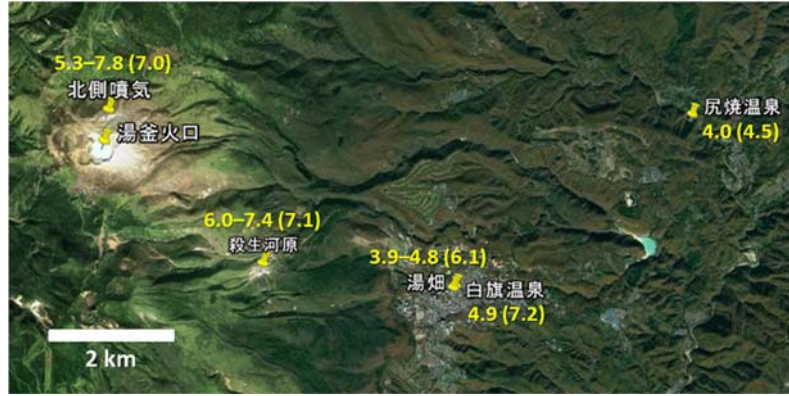 5.3–7.8 (7.0)
北側噴気
湯釜火口
尻焼温泉
4.0 (4.5)
6.0–7.4 (7.1)
殺生河原
3.9–4.8 (6.1)
湯畑
白旗温泉
4.9 (7.2)
2 km